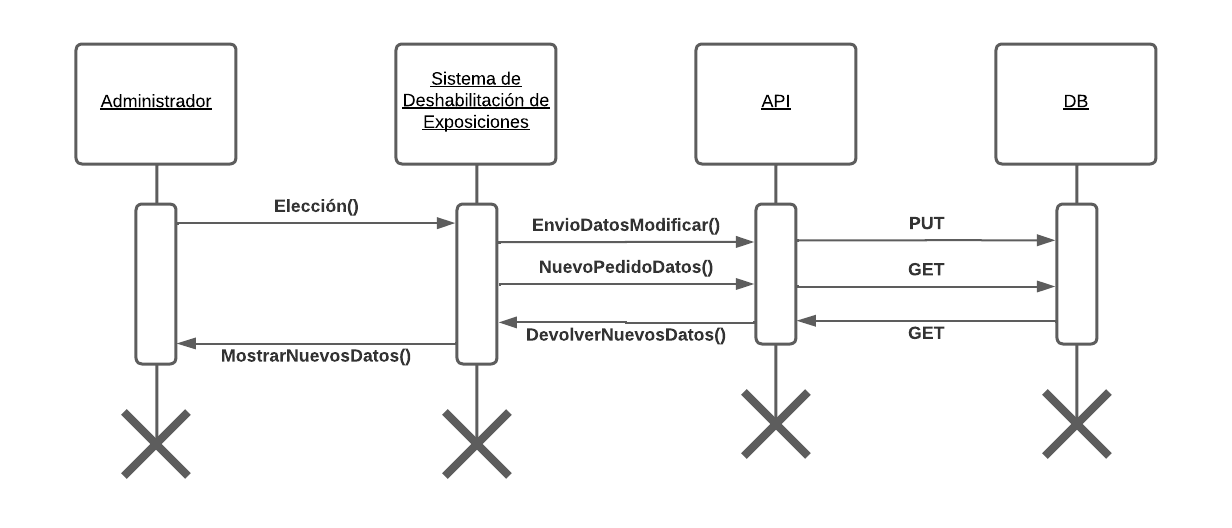 Administrador
Sistema de
Deshabilitación de
Exposiciones
API
DB
Elección()
EnvioDatosModificar()
PUT
NuevoPedidoDatos()
GET
DevolverNuevosDatos()
GET
MostrarNuevosDatos()